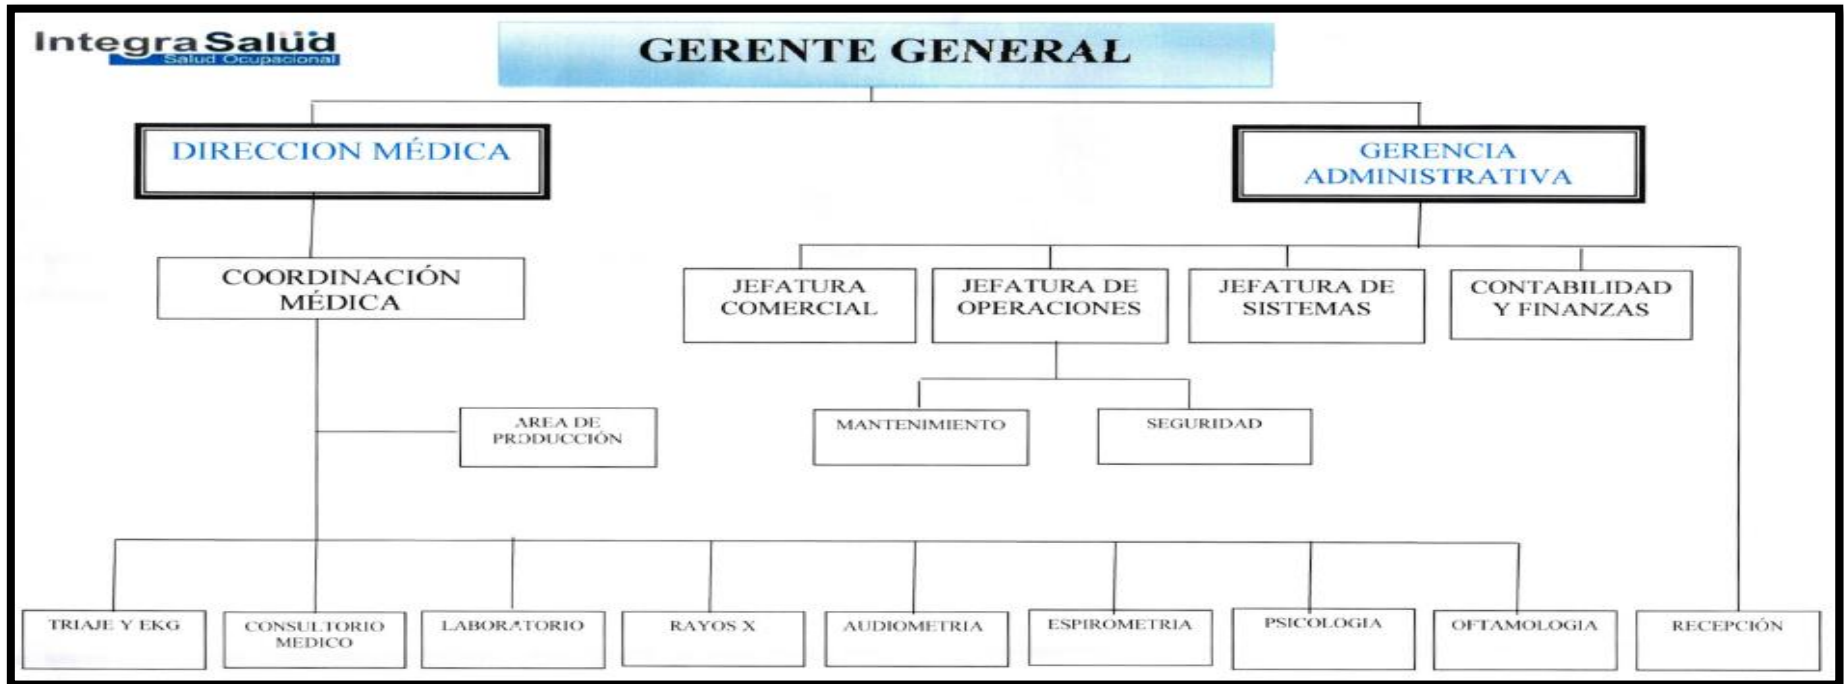 IntegraSalüd
Salud Ocupacional
GERENTE GENERAL
DIRECCION MÉDICA
GERENCIA
ADMINISTRATIVA
COORDINACIÓN
MÉDICA
JEFATURA
COMERCIAL
JEFATURA DE
OPERACIONES
JEFATURA DE
SISTEMAS
CONTABILIDAD
Y FINANZAS
AREA DE
PRODUCCIÓN
MANTENIMIENTO
SEGURIDAD
TRIAJE Y EKG
CONSULTORIO
MEDICO
LABORATORIO
RAYOS X
AUDIOMETRIA
ESPIROMETRIA
PSICOLOGIA
OFTAMOLOGIA
RECEPCIÓN